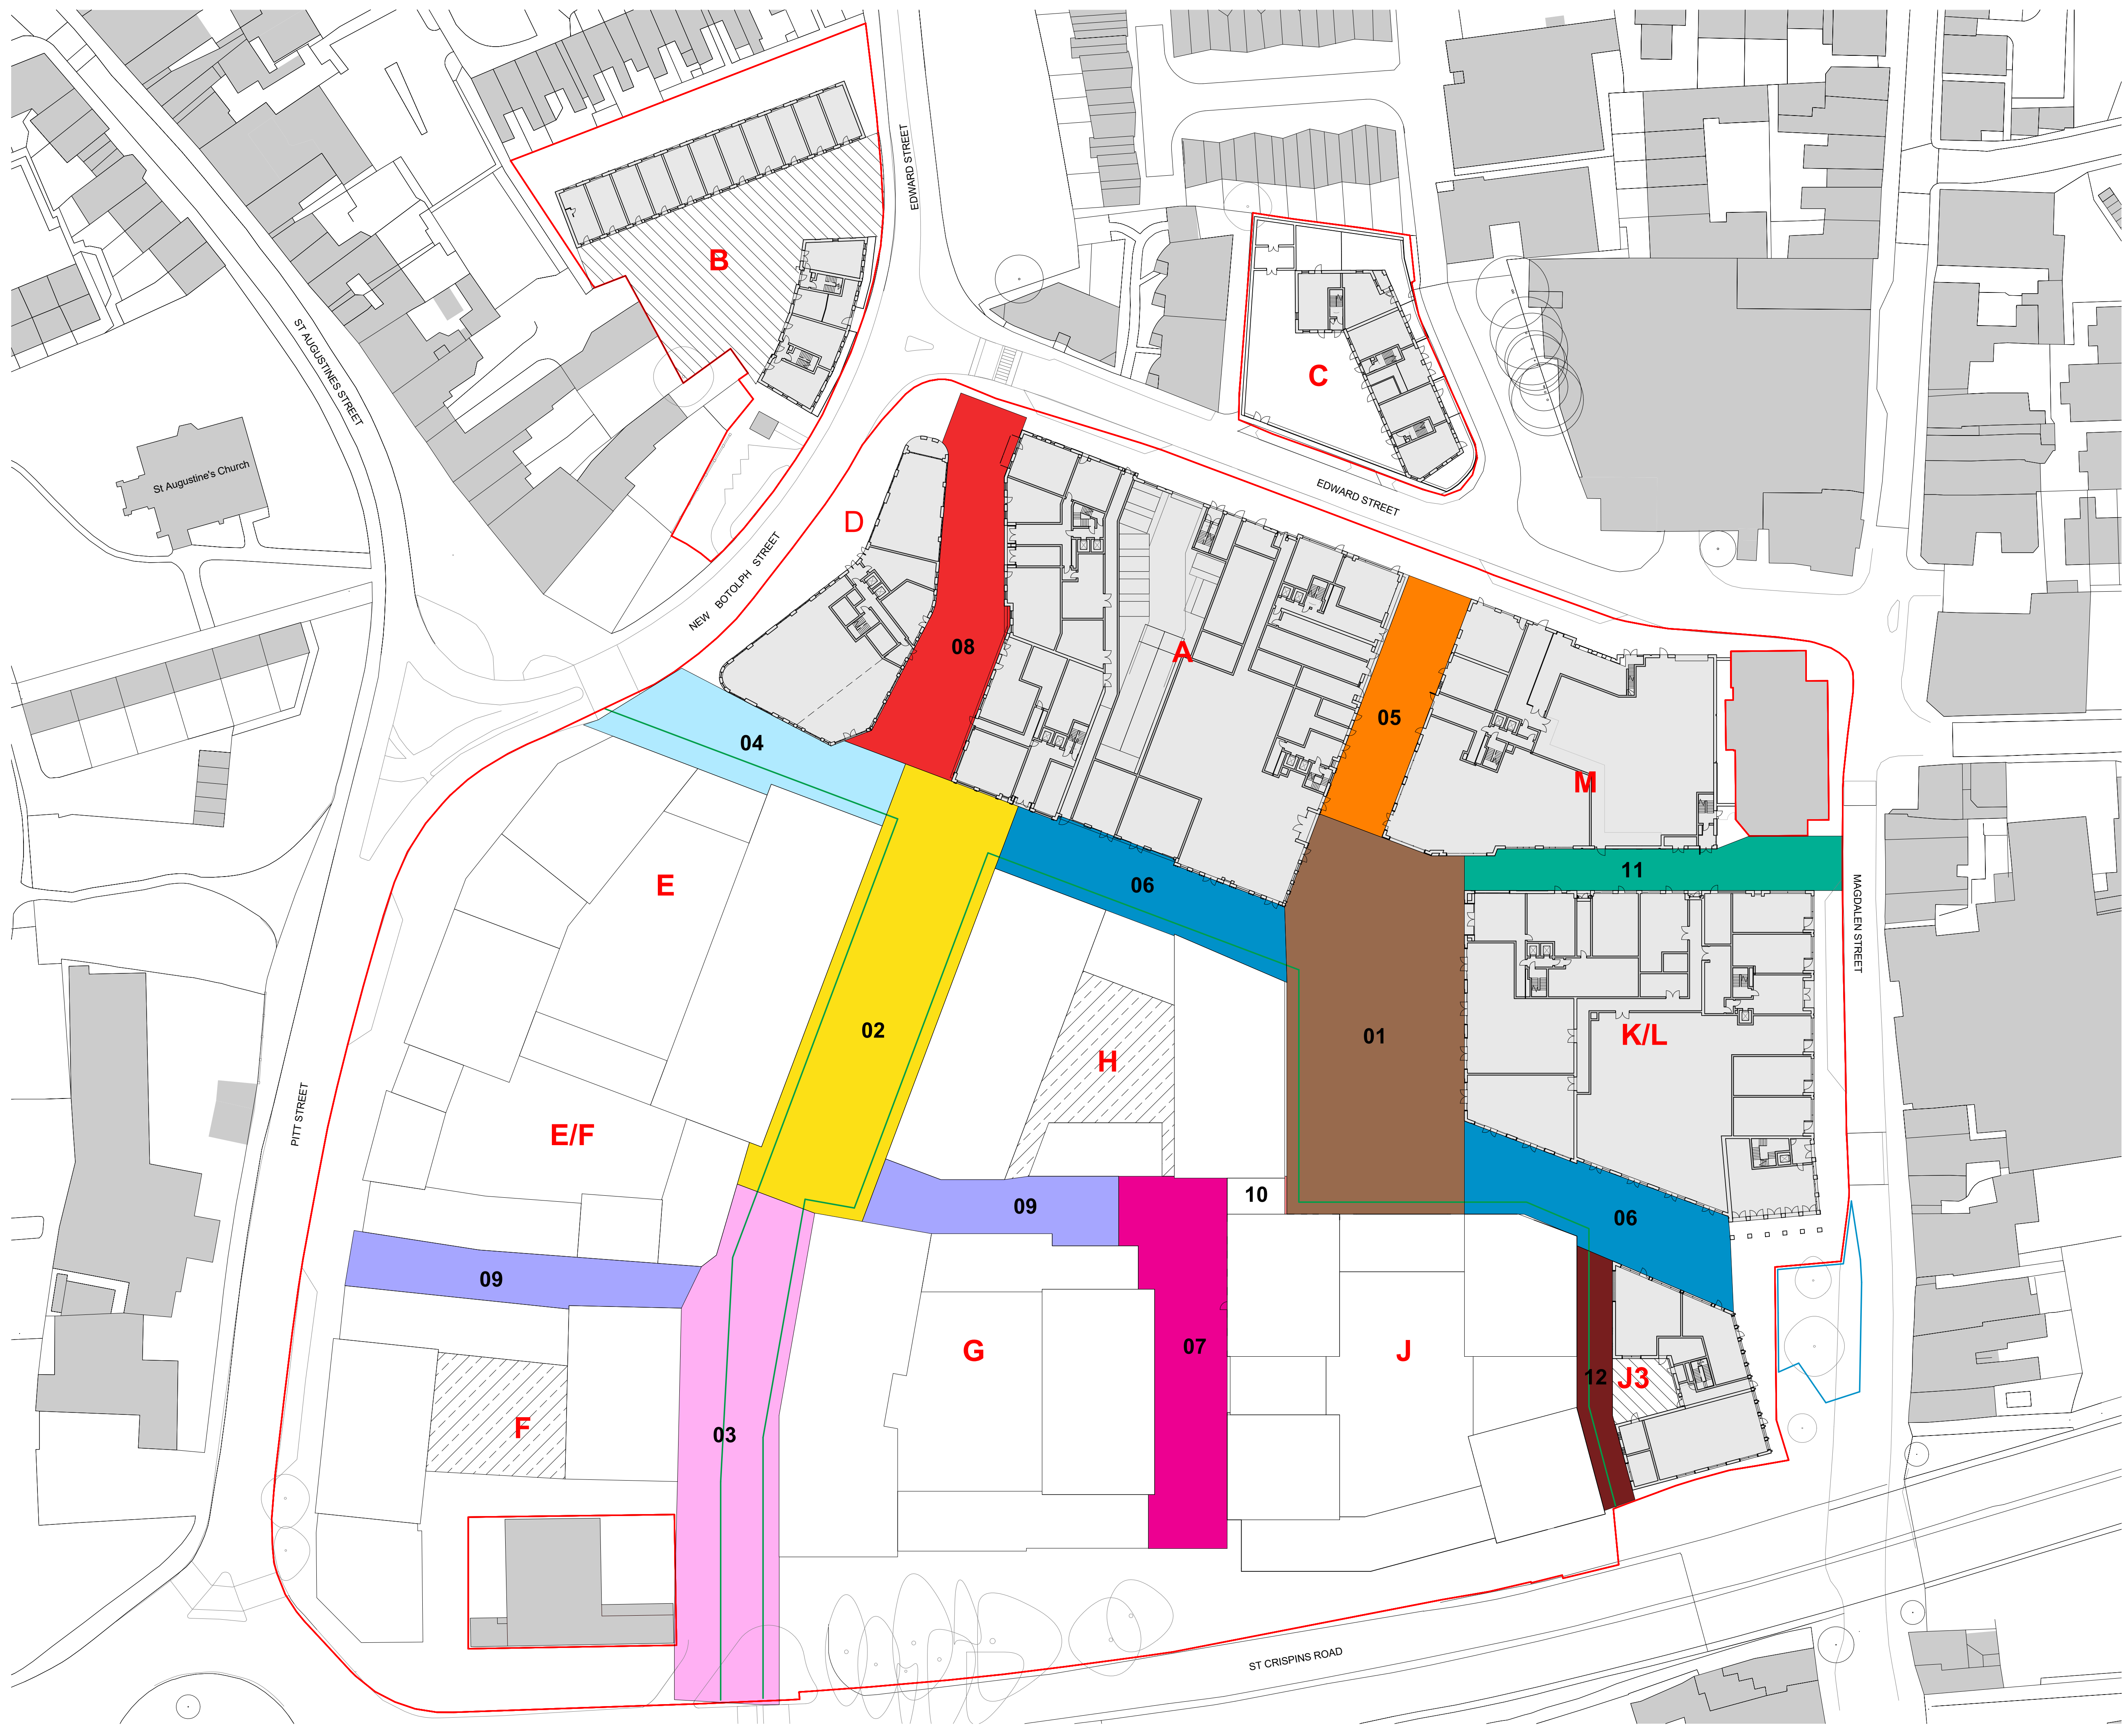 EDWARD STREET
B
ST AUGUSTINES STREET
C
St Augustine's Church
EDWARD STREET
D
NEW BOTOLPH STREET
08
A
05
04
M
11
E
06
MAGDALEN STREET
02
01
K/L
H
PITT STREET
E/F
10
09
06
09
07
G
J
12
J3
F
03
ST CRISPINS ROAD